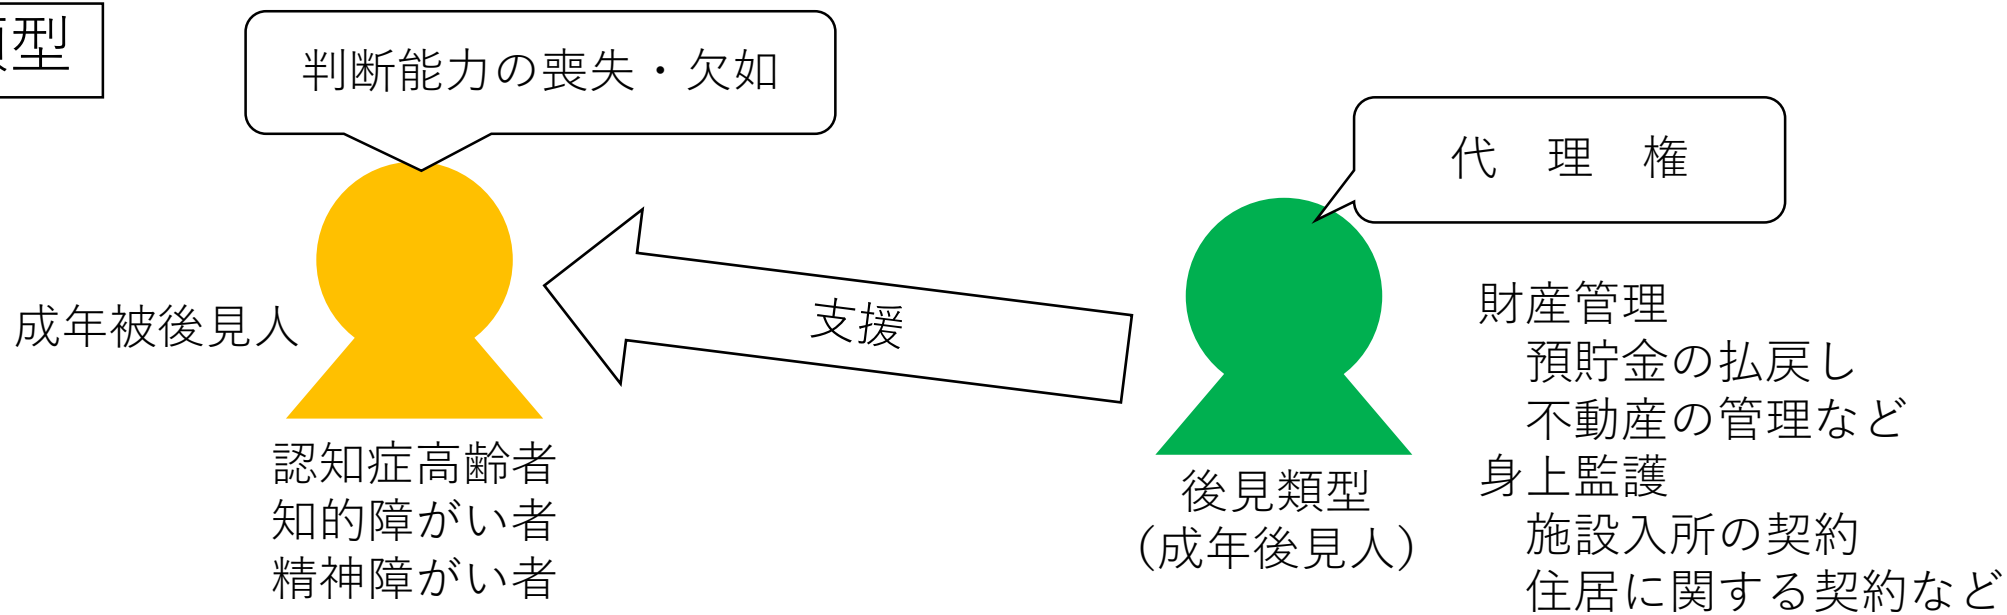 類型
判断能力の喪失・欠如
代　理　権
成年被後見人
支援
認知症高齢者
知的障がい者
精神障がい者
後見類型
（成年後見人）
財産管理
預貯金の払戻し
不動産の管理など
身上監護
施設入所の契約
住居に関する契約など